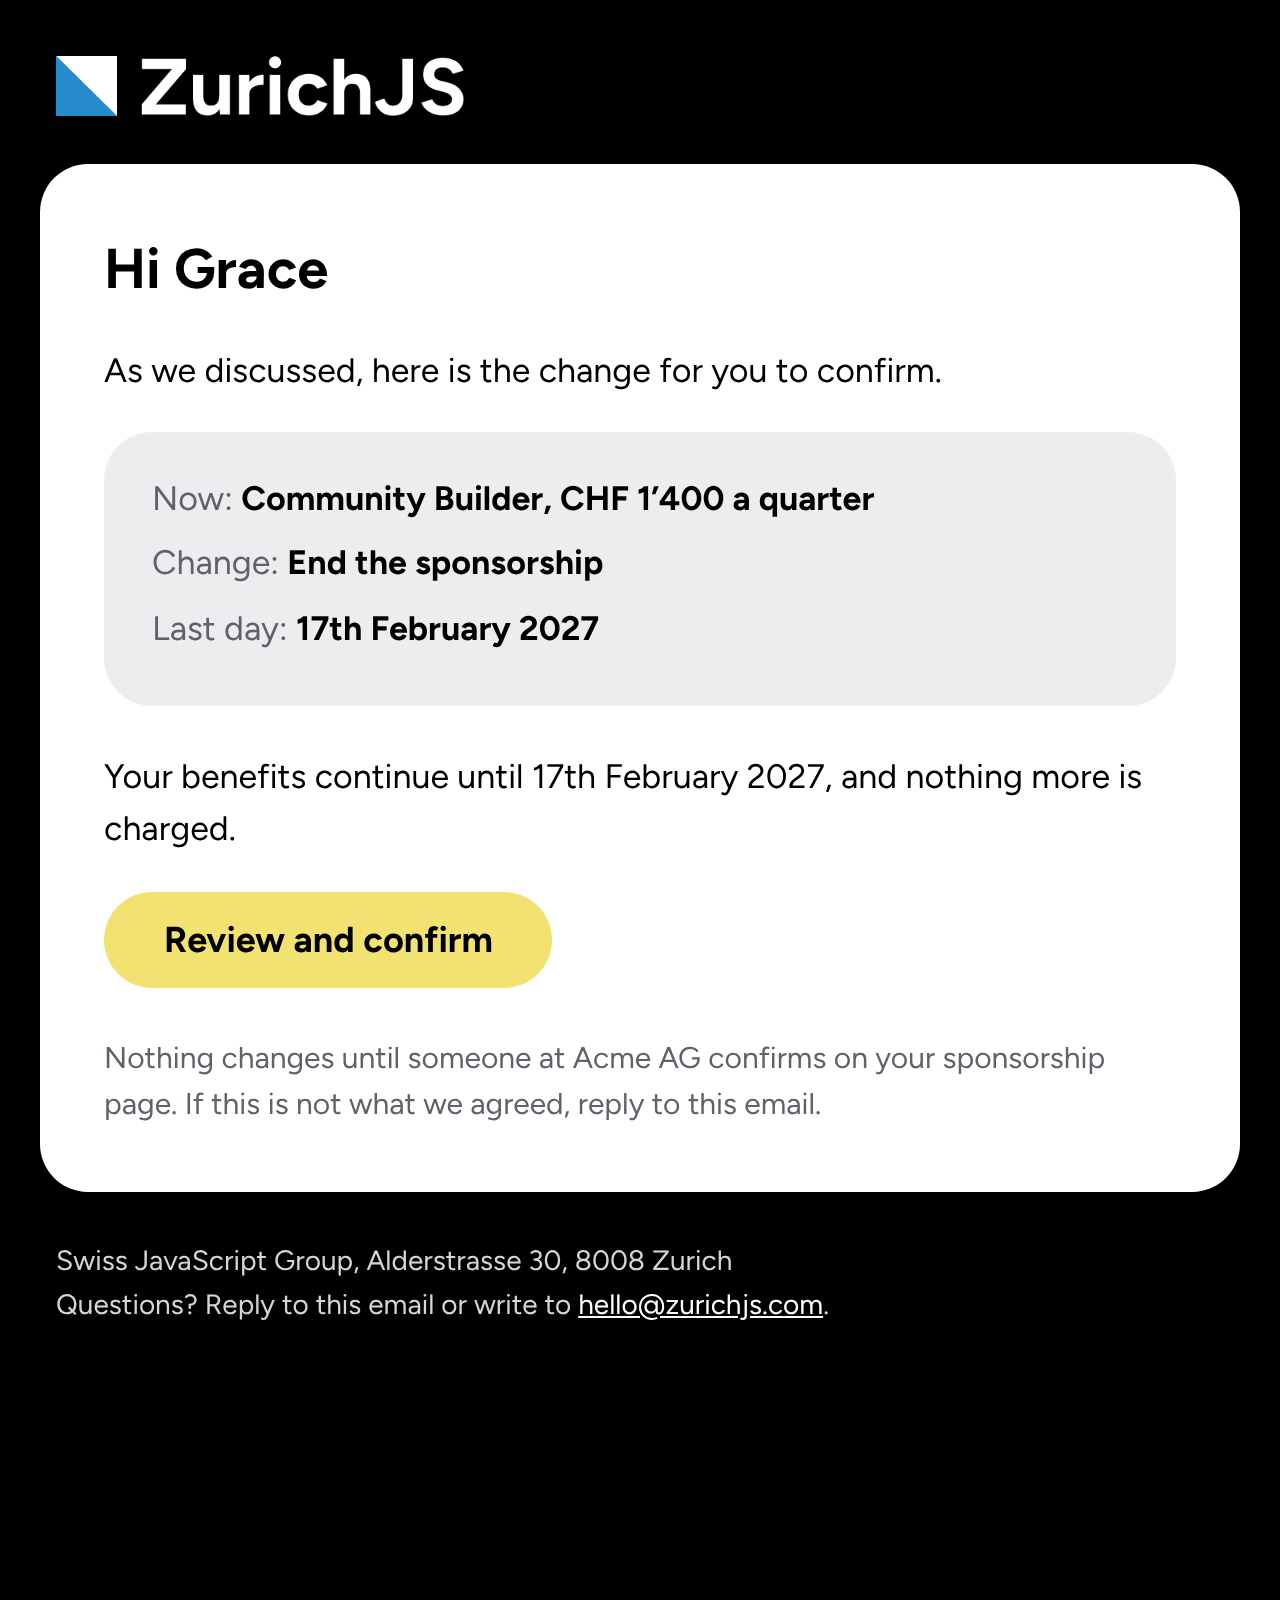 ZurichJS
Hi Grace
As we discussed, here is the change for you to confirm.
Now: Community Builder, CHF 1’400 a quarter
Change: End the sponsorship
Last day: 17th February 2027
Your benefits continue until 17th February 2027, and nothing more is
charged.
Review and confirm
Nothing changes until someone at Acme AG confirms on your sponsorship
page. If this is not what we agreed, reply to this email.
Swiss JavaScript Group, Alderstrasse 30, 8008 Zurich
Questions? Reply to this email or write to hello@zurichjs.com.